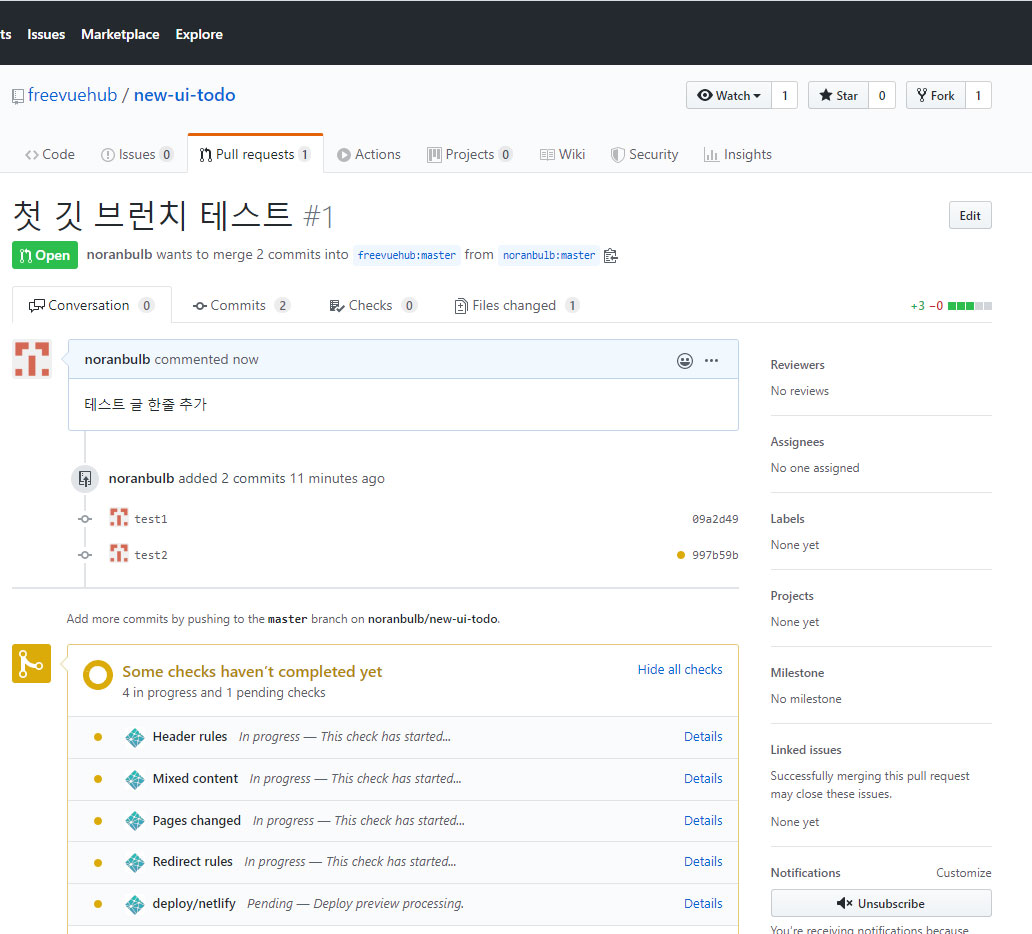 ts Issues Marketplace Explore
freevuehub / new-ui-todo Watch 1 Star 0 Fork 1
Code Issues 0 Pull requests 1 Actions Projects 0 Wiki Security Insights
첫 깃 브런치 테스트 #1 Edit
Open noranbulb wants to merge 2 commits into freevuehub:master from noranbulb:master
Conversation 0 Commits 2 Checks 0 Files changed 1 +3 −0
noranbulb commented now
테스트 글 한줄 추가
noranbulb added 2 commits 11 minutes ago
test1 09a2d49
test2 997b59b
Add more commits by pushing to the master branch on noranbulb/new-ui-todo.
Some checks haven’t completed yet Hide all checks
4 in progress and 1 pending checks
Header rules In progress — This check has started... Details
Mixed content In progress — This check has started... Details
Pages changed In progress — This check has started... Details
Redirect rules In progress — This check has started... Details
deploy/netlify Pending — Deploy preview processing. Details
Reviewers
No reviews
Assignees
No one assigned
Labels
None yet
Projects
None yet
Milestone
No milestone
Linked issues
Successfully merging this pull request
may close these issues.
None yet
Notifications Customize
Unsubscribe
You’re receiving notifications because